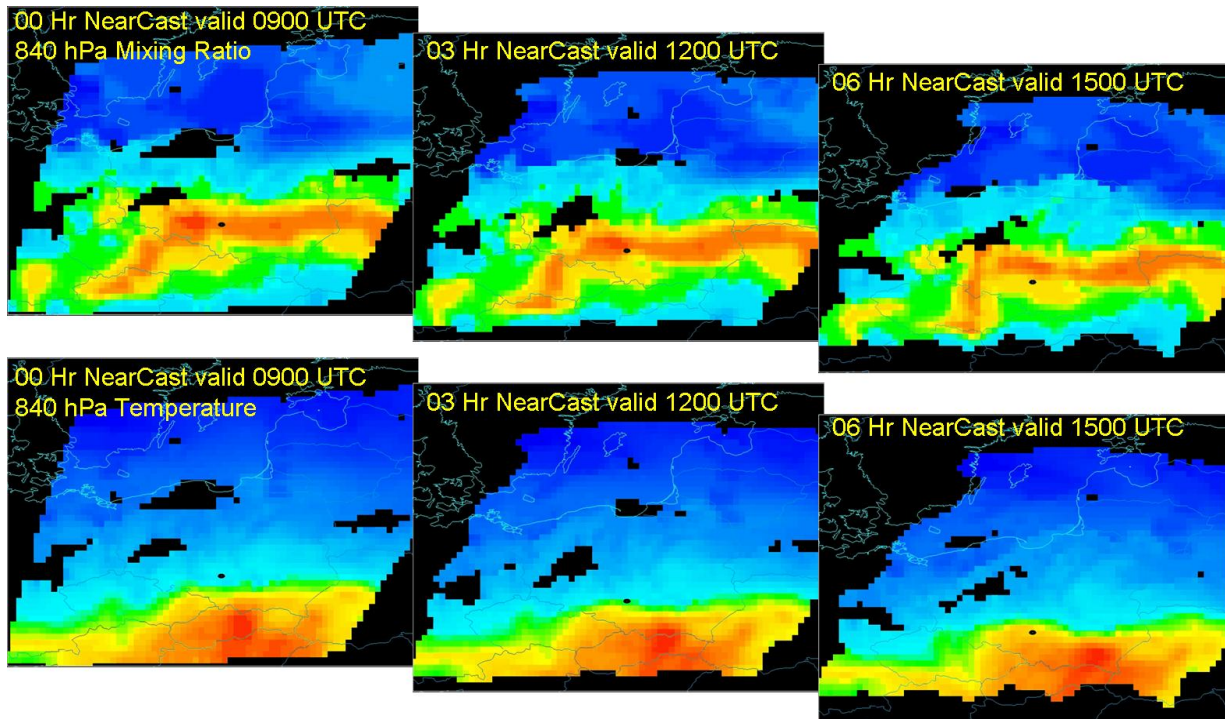 00 Hr NearCast valid 0900 UTC
840 hPa Mixing Ratio
03 Hr NearCast valid 1200 UTC
06 Hr NearCast valid 1500 UTC
00 Hr NearCast valid 0900 UTC
840 hPa Temperature
03 Hr NearCast valid 1200 UTC
06 Hr NearCast valid 1500 UTC